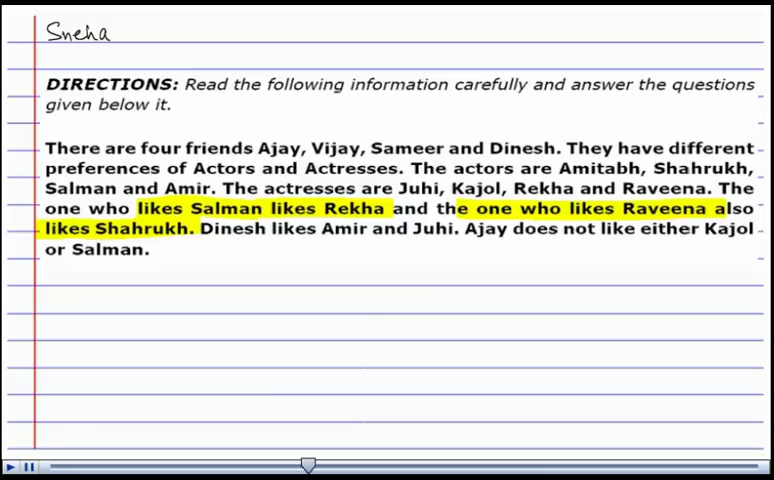 Sneha
DIRECTIONS: Read the following information carefully and answer the questions
given below it.
There are four friends Ajay, Vijay, Sameer and Dinesh. They have different
preferences of Actors and Actresses. The actors are Amitabh, Shahrukh,
Salman and Amir. The actresses are Juhi, Kajol, Rekha and Raveena. The
one who likes Salman likes Rekha and the one who likes Raveena also
likes Shahrukh. Dinesh likes Amir and Juhi. Ajay does not like either Kajol
or Salman.